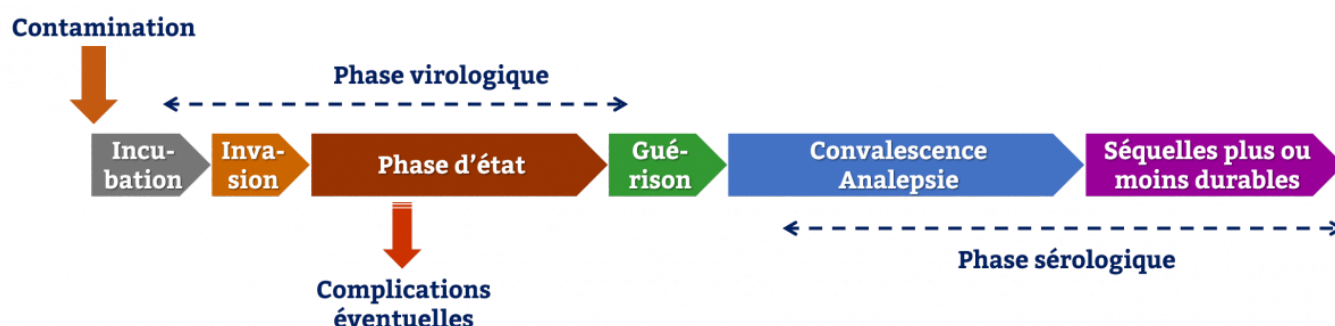 Contamination
Phase virologique
Incu-
bation
Inva-
sion
Phase d'état
Gué-
rison
Convalescence
Analepsie
Séquelles plus ou
moins durables
Phase sérologique
Complications
éventuelles